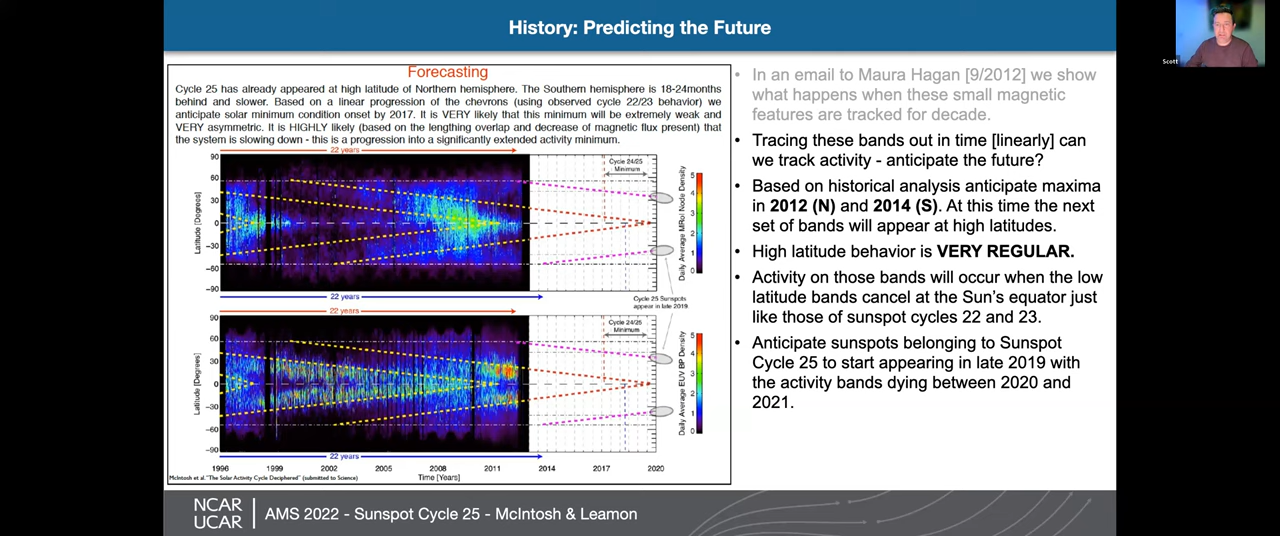 History: Predicting the Future
Scott
Forecasting
Cycle 25 has already appeared at high latitude of Northern hemisphere. The Southern hemisphere is 18-24months
behind and slower. Based on a linear progression of the chevrons (using observed cycle 22/23 behavior) we
anticipate solar minimum condition onset by 2017. It is VERY likely that this minimum will be extremely weak and
VERY asymmetric. It is HIGHLY likely (based on the lengthing overlap and decrease of magnetic flux present) that
the system is slowing down - this is a progression into a significantly extended activity minimum.
22 years
90
60
30
0
-30
-60
-90
Latitude [Degrees]
Cycle 24/25
Minimum
5
4
3
2
1
0
Daily Average MRoI Node Density
22 years
Cycle 25 Sunspots
appear in late 2019
22 years
90
60
30
0
-30
-60
-90
Latitude [Degrees]
Cycle 24/25
Minimum
5
4
3
2
1
0
Daily Average EUV BP Density
22 years
1996 1999 2002 2005 2008 2011 2014 2017 2020
Time [Years]
McIntosh et al. "The Solar Activity Cycle Deciphered" (submitted to Science)
• In an email to Maura Hagan [9/2012] we show
what happens when these small magnetic
features are tracked for decade.
• Tracing these bands out in time [linearly] can
we track activity - anticipate the future?
• Based on historical analysis anticipate maxima
in 2012 (N) and 2014 (S). At this time the next
set of bands will appear at high latitudes.
• High latitude behavior is VERY REGULAR.
• Activity on those bands will occur when the low
latitude bands cancel at the Sun's equator just
like those of sunspot cycles 22 and 23.
• Anticipate sunspots belonging to Sunspot
Cycle 25 to start appearing in late 2019 with
the activity bands dying between 2020 and
2021.
NCAR
UCAR
AMS 2022 - Sunspot Cycle 25 - McIntosh & Leamon